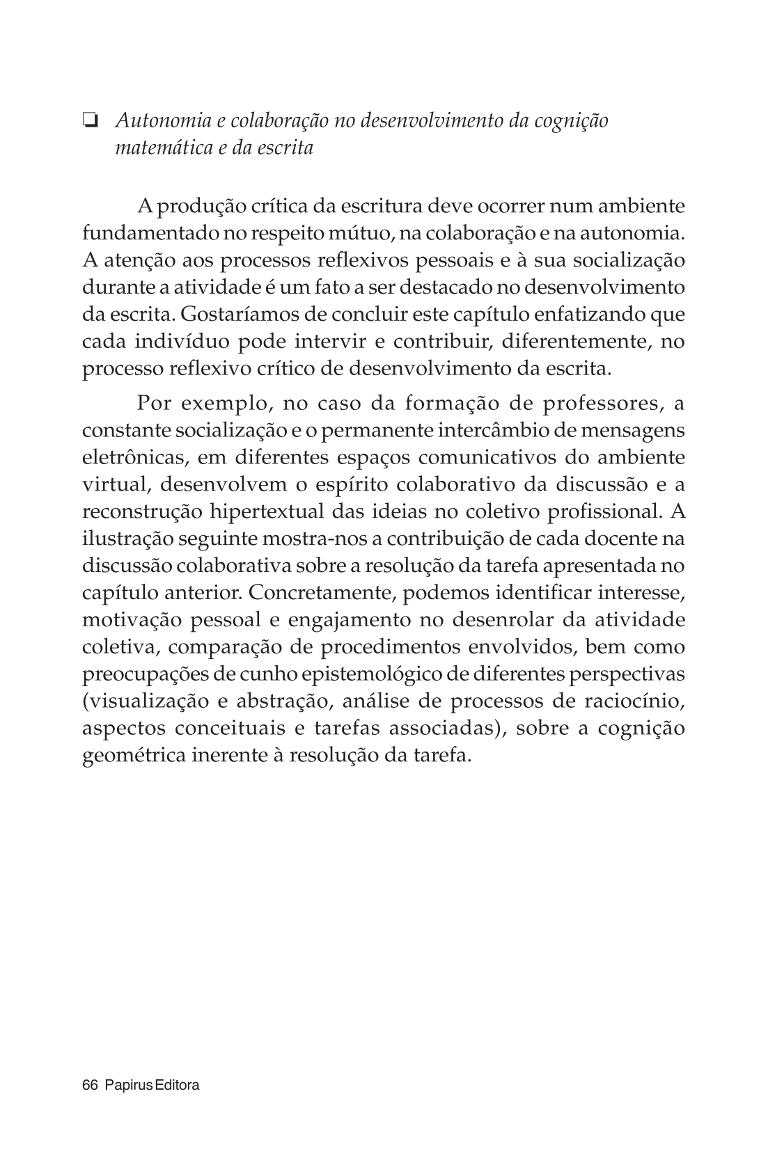 ❏ Autonomia e colaboração no desenvolvimento da cognição
matemática e da escrita
A produção crítica da escritura deve ocorrer num ambiente
fundamentado no respeito mútuo, na colaboração e na autonomia.
A atenção aos processos reflexivos pessoais e à sua socialização
durante a atividade é um fato a ser destacado no desenvolvimento
da escrita. Gostaríamos de concluir este capítulo enfatizando que
cada indivíduo pode intervir e contribuir, diferentemente, no
processo reflexivo crítico de desenvolvimento da escrita.
Por exemplo, no caso da formação de professores, a
constante socialização e o permanente intercâmbio de mensagens
eletrônicas, em diferentes espaços comunicativos do ambiente
virtual, desenvolvem o espírito colaborativo da discussão e a
reconstrução hipertextual das ideias no coletivo profissional. A
ilustração seguinte mostra-nos a contribuição de cada docente na
discussão colaborativa sobre a resolução da tarefa apresentada no
capítulo anterior. Concretamente, podemos identificar interesse,
motivação pessoal e engajamento no desenrolar da atividade
coletiva, comparação de procedimentos envolvidos, bem como
preocupações de cunho epistemológico de diferentes perspectivas
(visualização e abstração, análise de processos de raciocínio,
aspectos conceituais e tarefas associadas), sobre a cognição
geométrica inerente à resolução da tarefa.
66 Papirus Editora